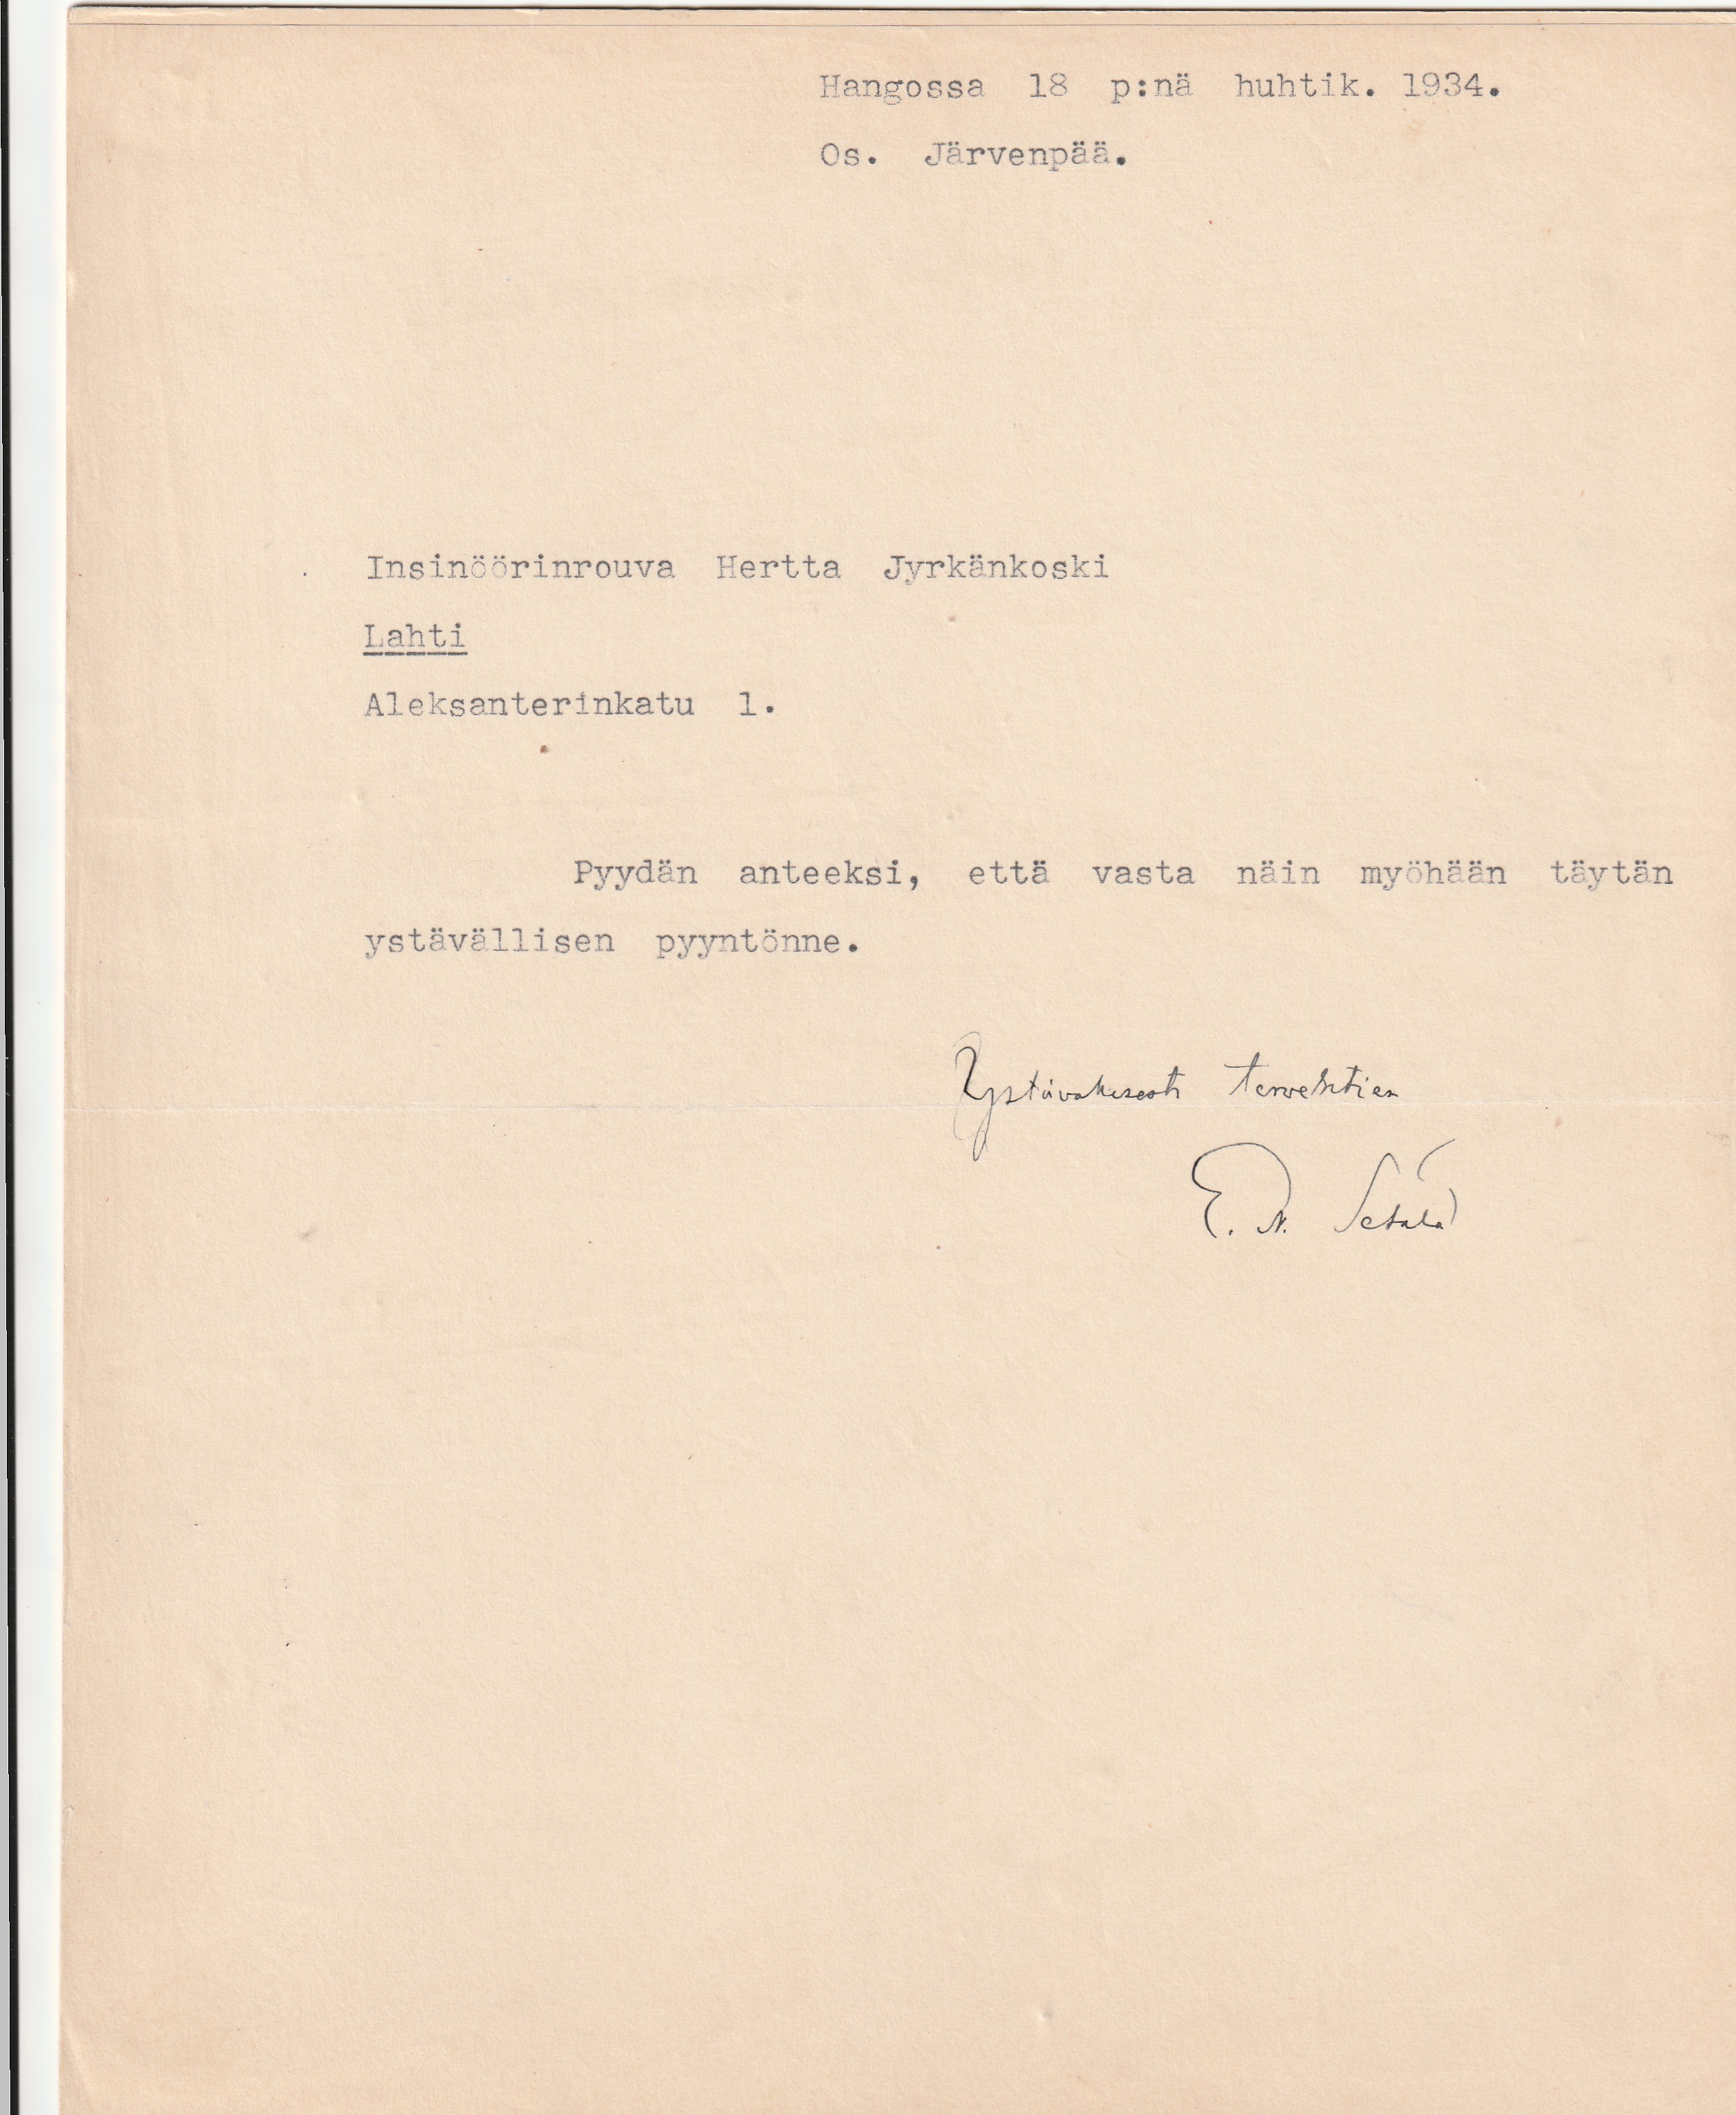 Hangossa 18 p:nä huhtik. 1934.
Os. Järvenpää.
Insinöörinrouva Hertta Jyrkänkoski
Lahti
Aleksanterinkatu 1.
Pyydän anteeksi, että vasta näin myöhään täytän
ystävällisen pyyntönne.
Ystävällisesti tervehtien
E. N. Setälä